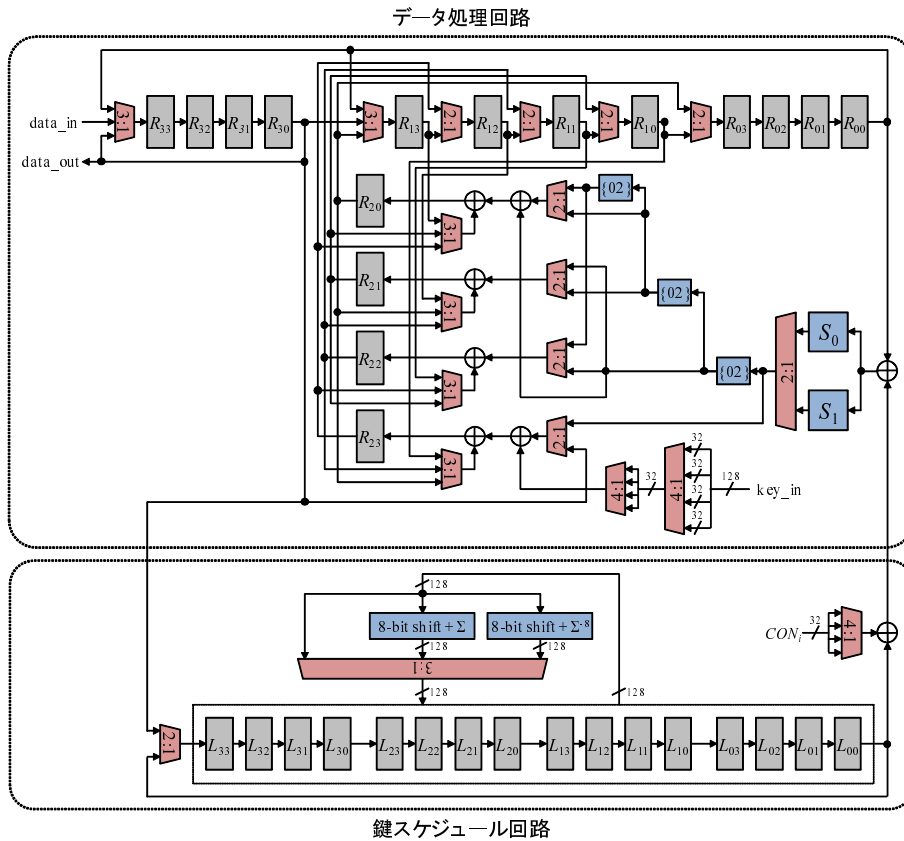 データ処理回路
data_in
3:1
R33
R32
R31
R30
3:1
R13
2:1
R12
2:1
R11
2:1
R10
2:1
R03
R02
R01
R00
data_out
R20
3:1
2:1
{02}
R21
3:1
2:1
{02}
R22
3:1
2:1
{02}
2:1
S0
S1
R23
3:1
2:1
4:1
32
4:1
32
32
32
32
128
key_in
128
8-bit shift + Σ
8-bit shift + Σ-8
128
128
3:1
128
128
CONi
32
4:1
2:1
L33
L32
L31
L30
L23
L22
L21
L20
L13
L12
L11
L10
L03
L02
L01
L00
鍵スケジュール回路